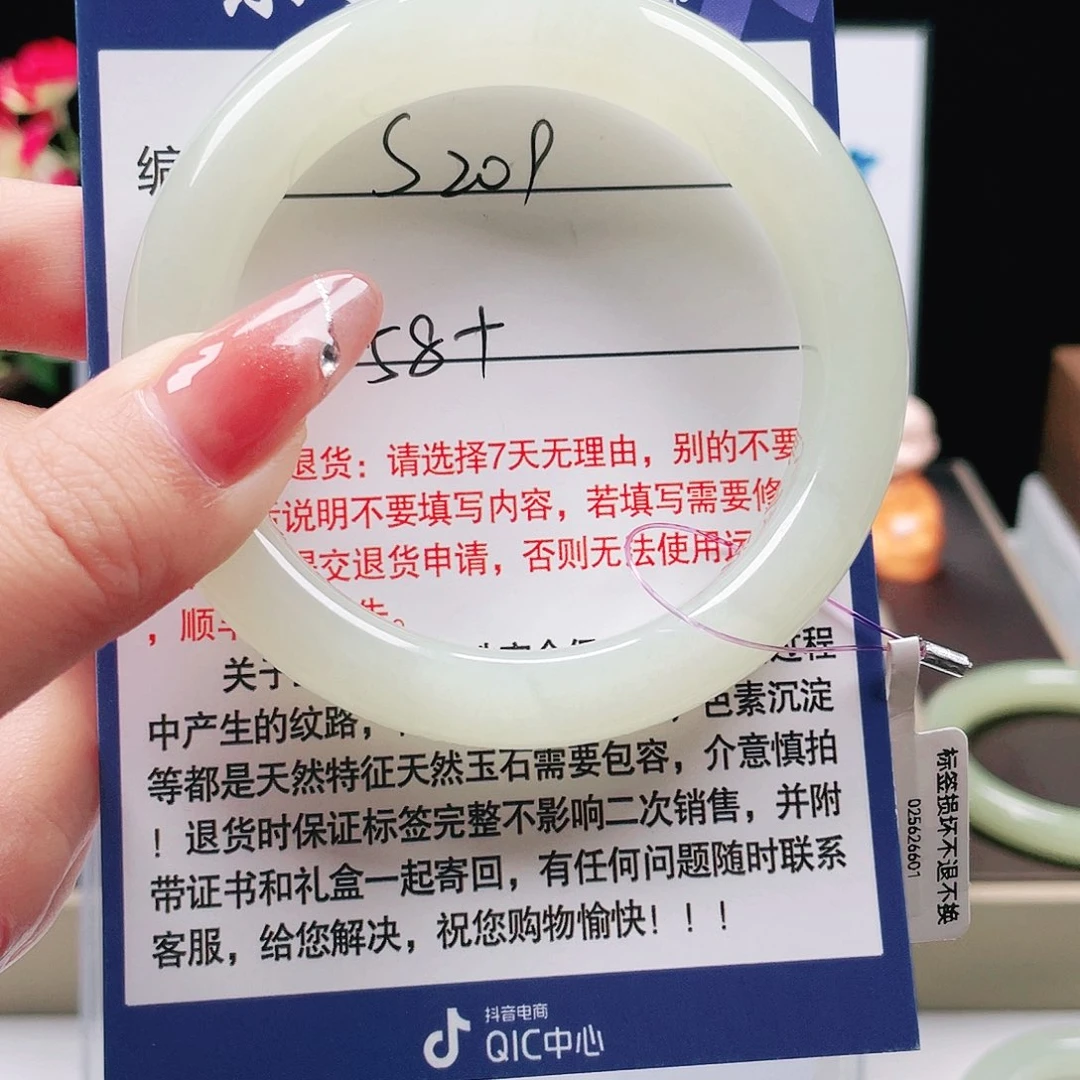 编
S209
58+
退货：请选择7天无理由，别的不要
说明不要填写内容，若填写需要修
交退货申请，否则无法使用运
，顺丰
关于
过程
中产生的纹路，
，色素沉淀
等都是天然特征天然玉石需要包容，介意慎拍
！退货时保证标签完整不影响二次销售，并附
带证书和礼盒一起寄回，有任何问题随时联系
客服，给您解决，祝您购物愉快！！！
抖音电商
QIC中心
标签损坏不退不换
025626601